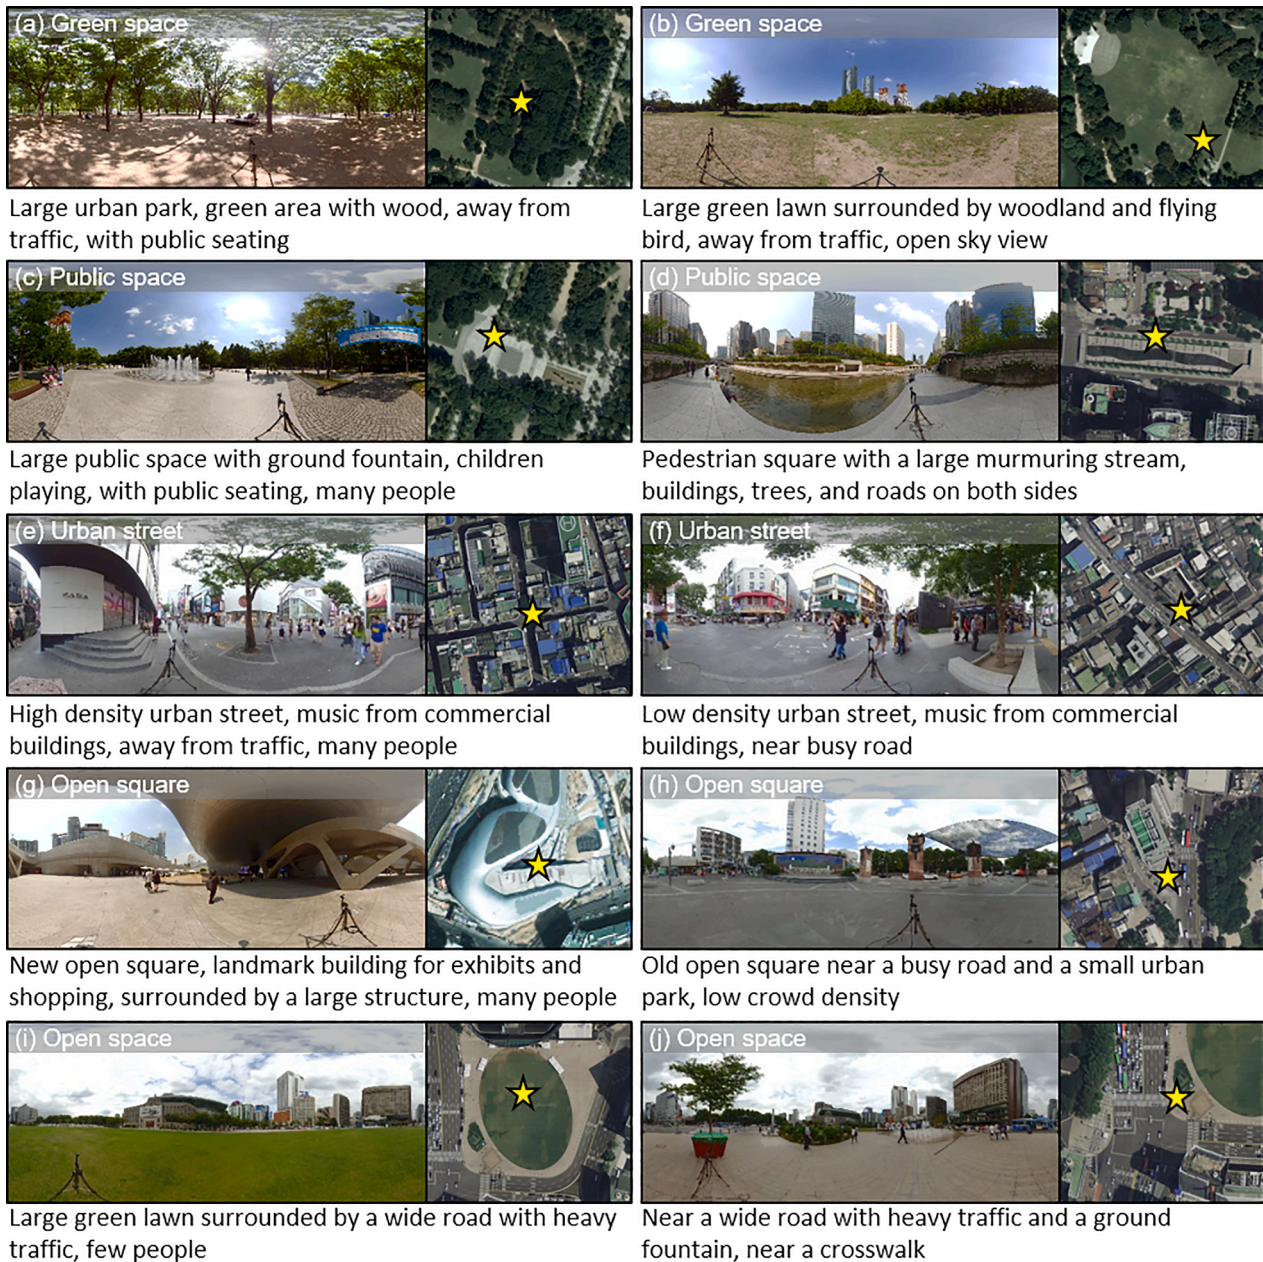 (a) Green space
(b) Green space
Large urban park, green area with wood, away from
traffic, with public seating
Large green lawn surrounded by woodland and flying
bird, away from traffic, open sky view
(c) Public space
(d) Public space
Large public space with ground fountain, children
playing, with public seating, many people
Pedestrian square with a large murmuring stream,
buildings, trees, and roads on both sides
(e) Urban street
(f) Urban street
High density urban street, music from commercial
buildings, away from traffic, many people
Low density urban street, music from commercial
buildings, near busy road
(g) Open square
(h) Open square
New open square, landmark building for exhibits and
shopping, surrounded by a large structure, many people
Old open square near a busy road and a small urban
park, low crowd density
(i) Open space
(j) Open space
Large green lawn surrounded by a wide road with heavy
traffic, few people
Near a wide road with heavy traffic and a ground
fountain, near a crosswalk